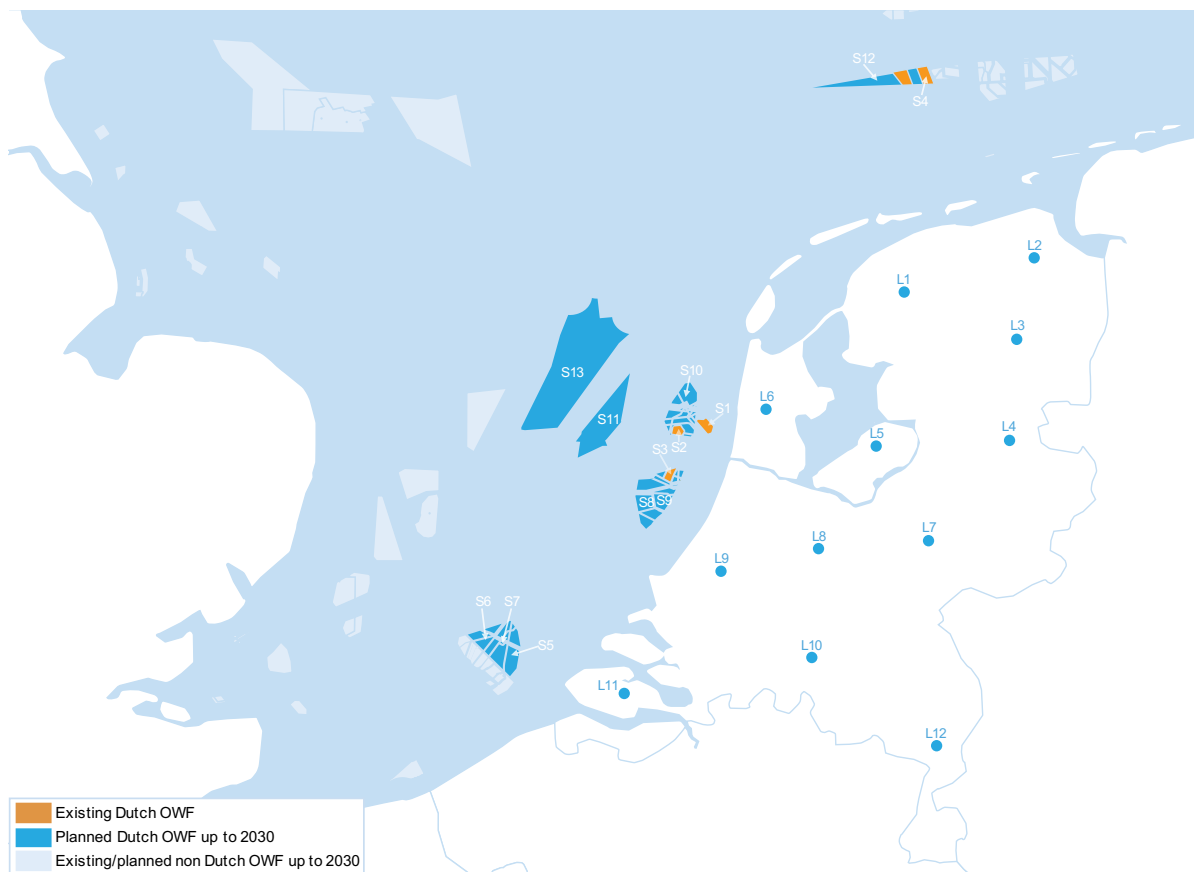 S12
S4
L2
L1
L3
S13
S10
L6
S1
S11
L4
L5
S2
S3
S8
S9
L7
L8
L9
S6
S7
S5
L10
L11
L12
Existing Dutch OWF
Planned Dutch OWF up to 2030
Existing/planned non Dutch OWF up to 2030